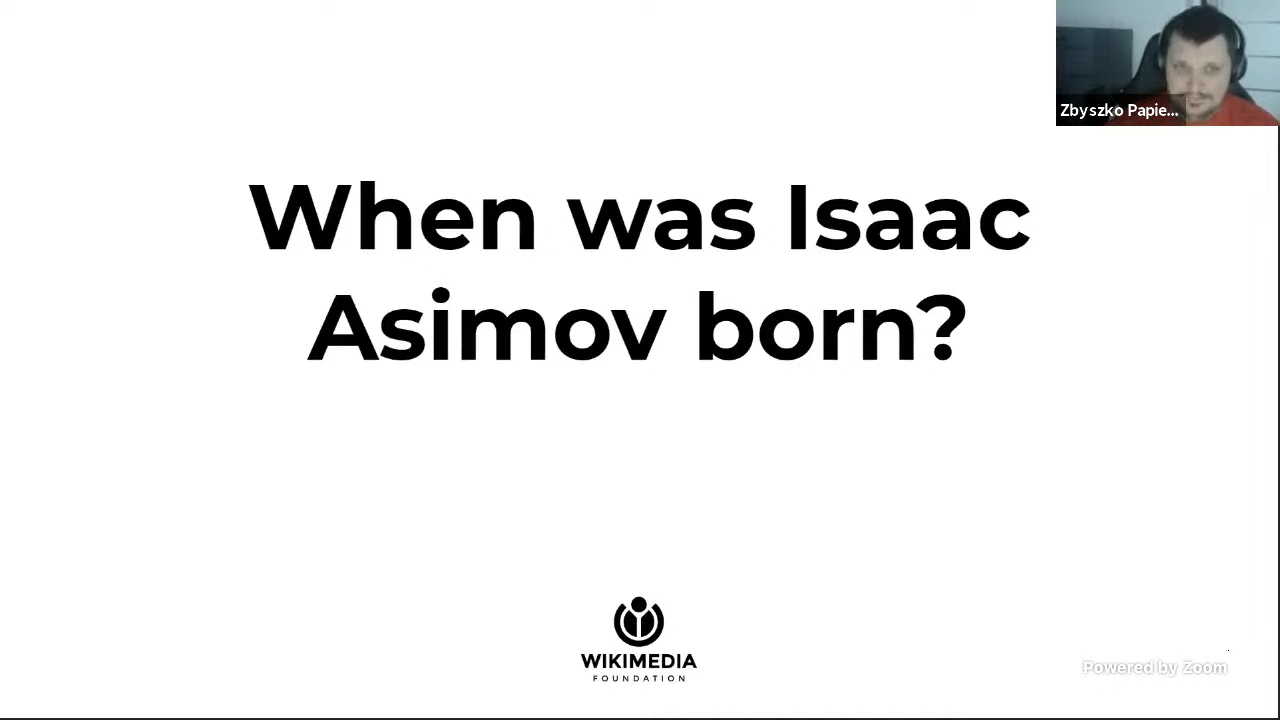 Zbyszko Papie...
When was Isaac
Asimov born?
WIKIMEDIA
FOUNDATION
Powered by Zoom